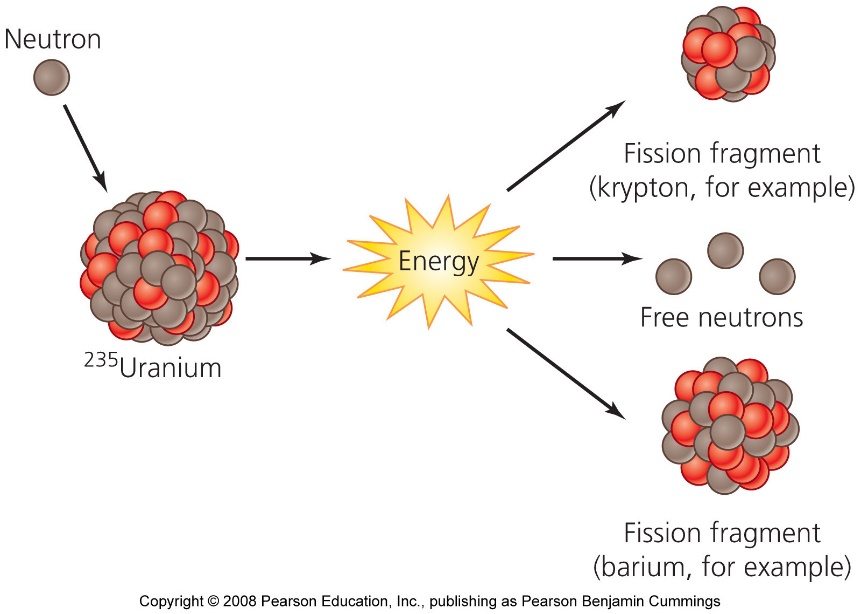 Neutron
²³⁵Uranium
Energy
Fission fragment
(krypton, for example)
Free neutrons
Fission fragment
(barium, for example)
Copyright © 2008 Pearson Education, Inc., publishing as Pearson Benjamin Cummings